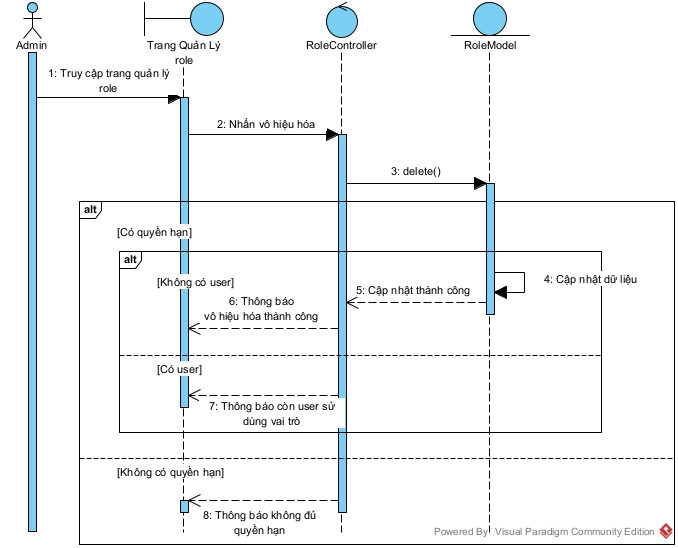 Admin
Trang Quản Lý
role
RoleController
RoleModel
1: Truy cập trang quản lý
role
2: Nhấn vô hiệu hóa
3: delete()
alt
[Có quyền hạn]
alt
[Không có user]
4: Cập nhật dữ liệu
5: Cập nhật thành công
6: Thông báo
vô hiệu hóa thành công
[Có user]
7: Thông báo còn user sử
dùng vai trò
[Không có quyền hạn]
8: Thông báo không đủ
quyền hạn
Powered By: Visual Paradigm Community Edition